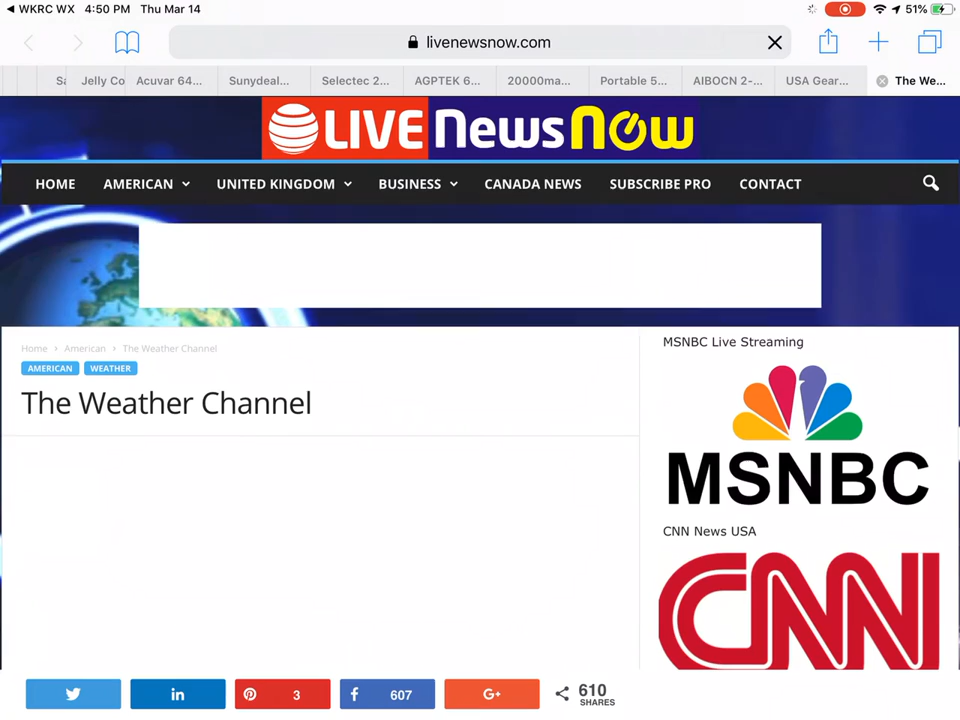 WKRC WX 4:50 PM Thu Mar 14 51%
livenewsnow.com
Sa Jelly Co Acuvar 64... Sunydeal... Selectec 2... AGPTEK 6... 20000ma... Portable 5... AIBOCN 2-... USA Gear... The We...
LIVE NewsNow
HOME AMERICAN UNITED KINGDOM BUSINESS CANADA NEWS SUBSCRIBE PRO CONTACT
Home > American > The Weather Channel
AMERICAN WEATHER
The Weather Channel
MSNBC Live Streaming
MSNBC
CNN News USA
CNN
in 3 f 607 G+ 610
SHARES